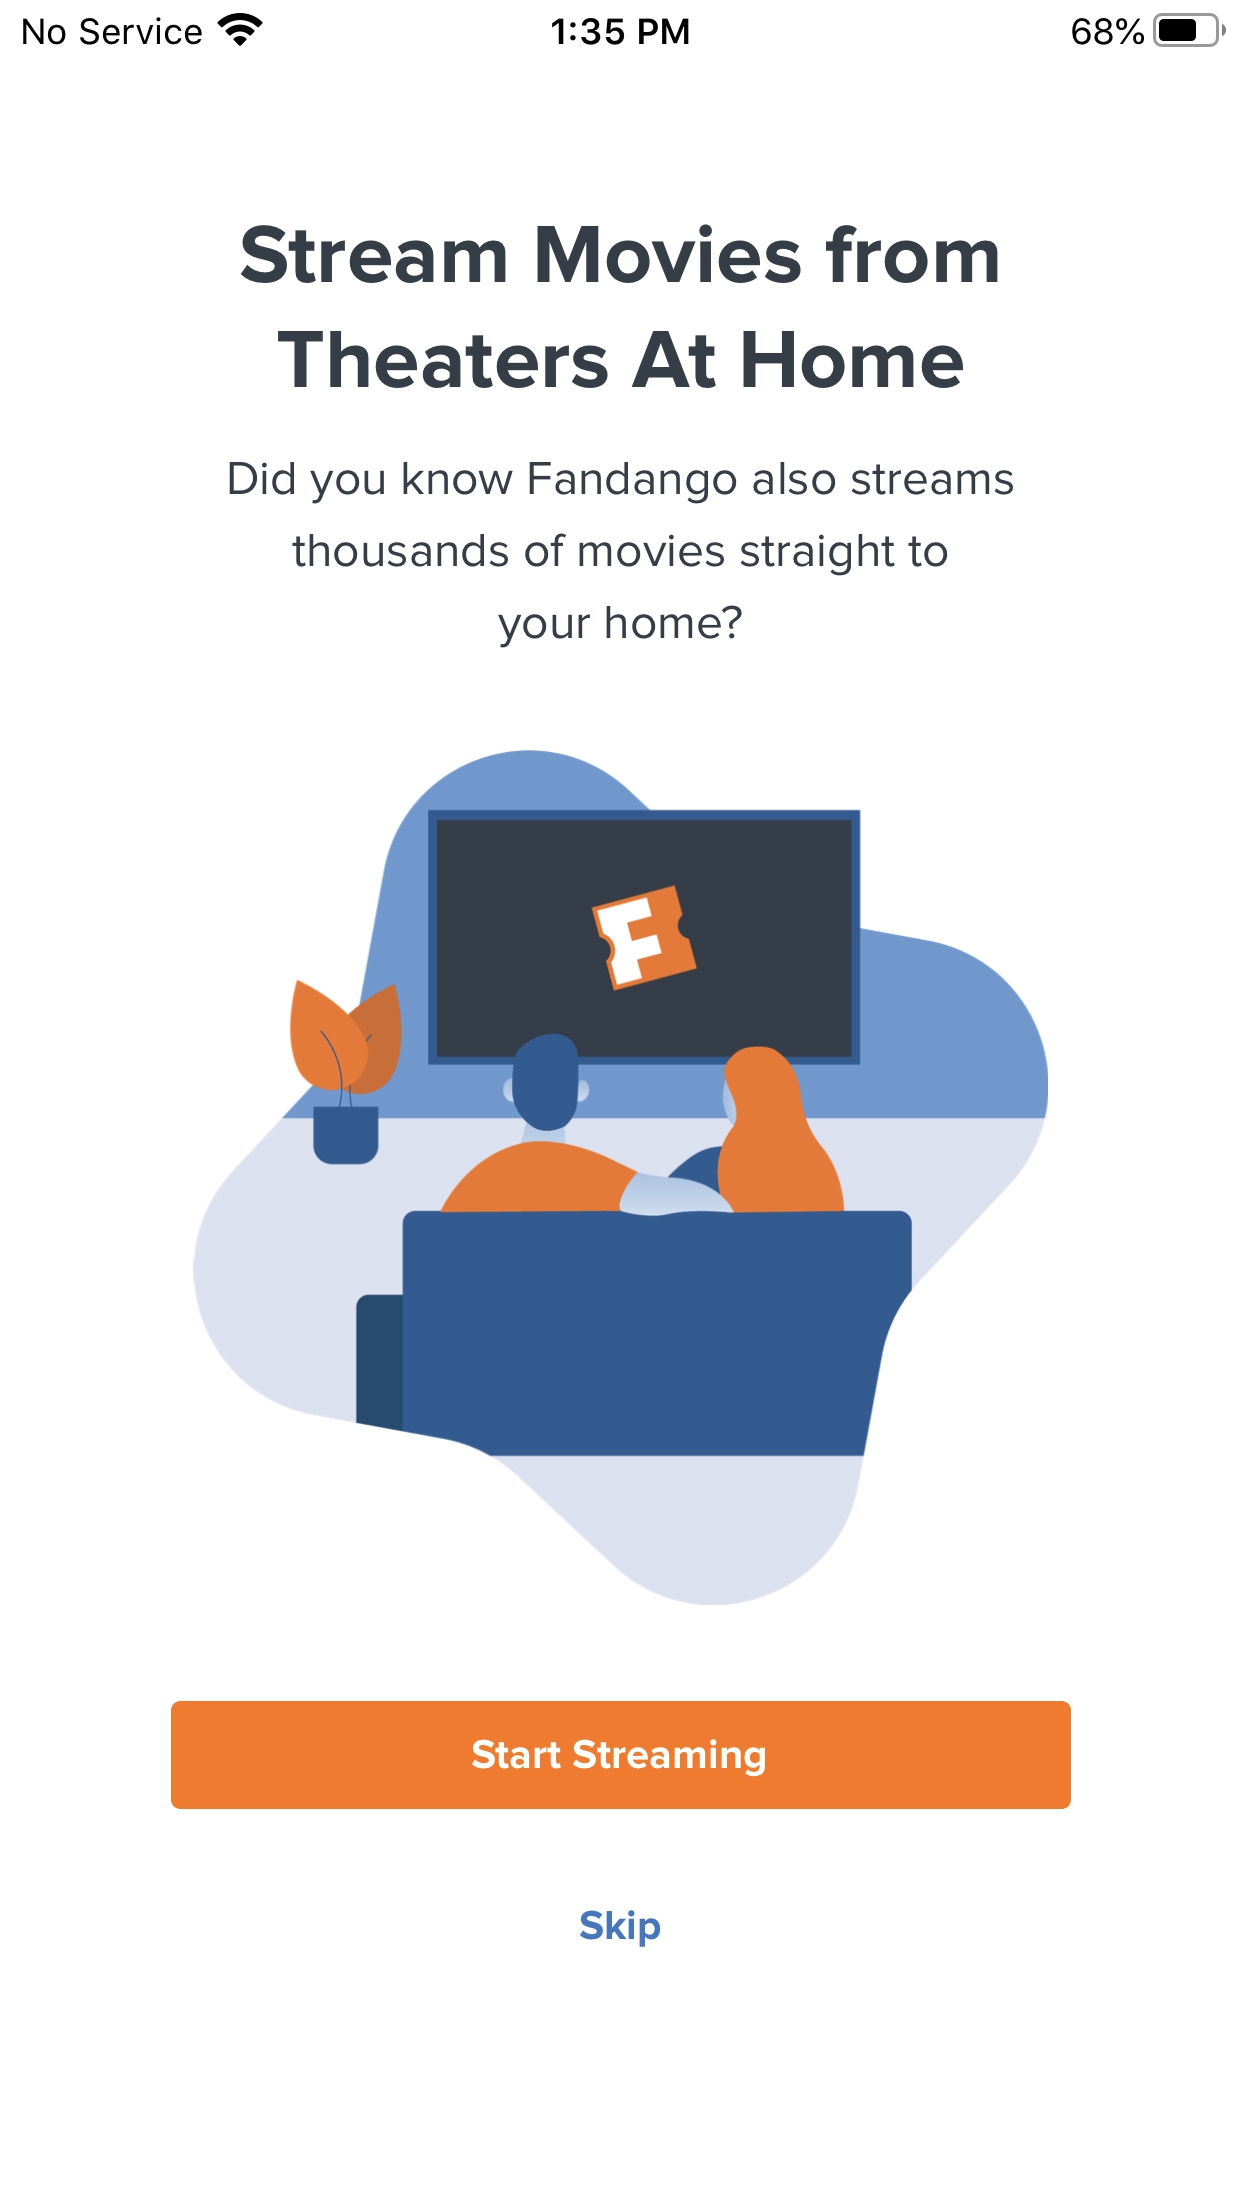 No Service 1:35 PM 68%
Stream Movies from
Theaters At Home
Did you know Fandango also streams
thousands of movies straight to
your home?
F
Start Streaming
Skip